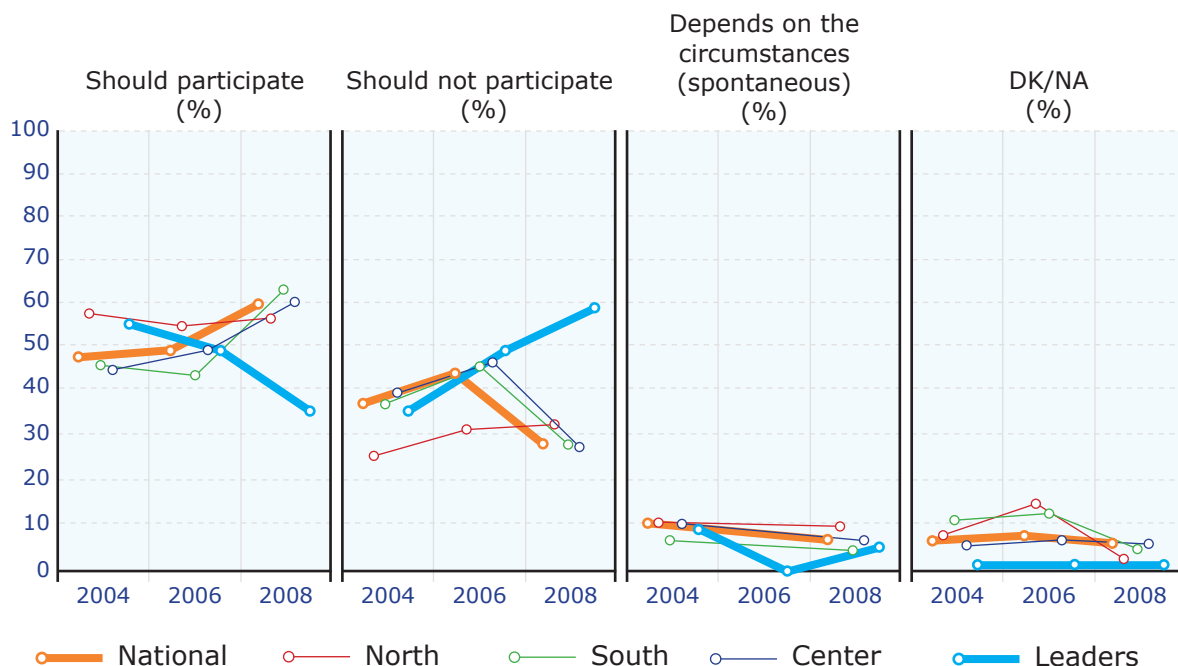 Should participate
(%)
Should not participate
(%)
Depends on the
circumstances
(spontaneous)
(%)
DK/NA
(%)
100
90
80
70
60
50
40
30
20
10
0
2004 2006 2008
2004 2006 2008
2004 2006 2008
2004 2006 2008
National North South Center Leaders